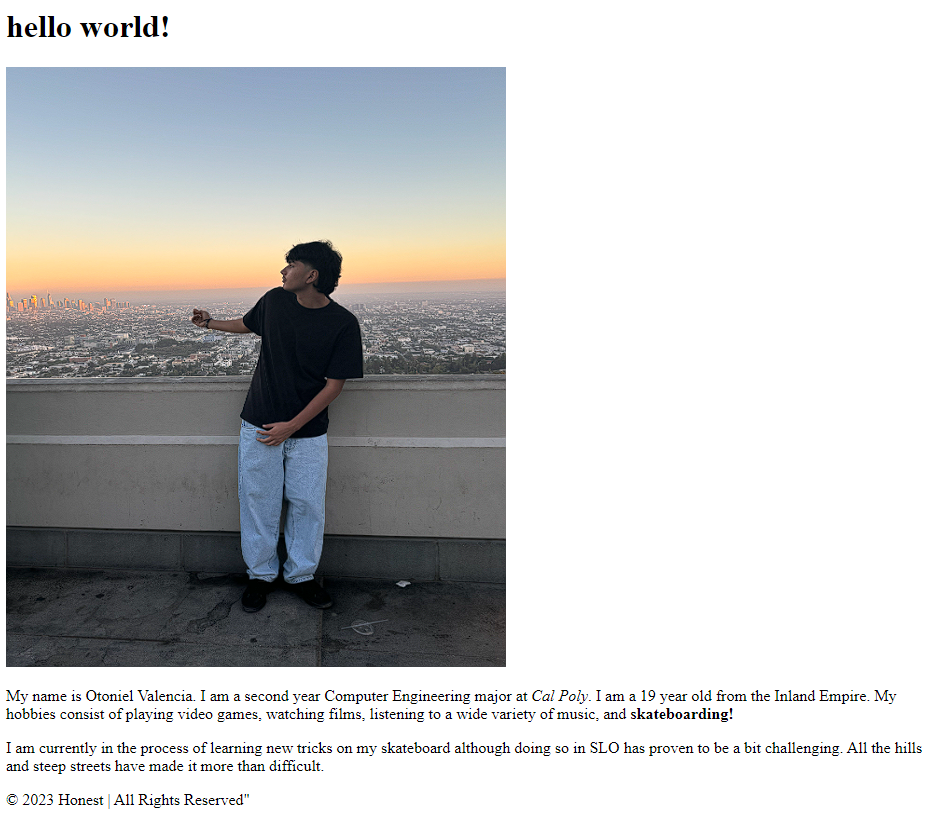 hello world!
My name is Otoniel Valencia. I am a second year Computer Engineering major at Cal Poly. I am a 19 year old from the Inland Empire. My
hobbies consist of playing video games, watching films, listening to a wide variety of music, and skateboarding!
I am currently in the process of learning new tricks on my skateboard although doing so in SLO has proven to be a bit challenging. All the hills
and steep streets have made it more than difficult.
© 2023 Honest | All Rights Reserved"